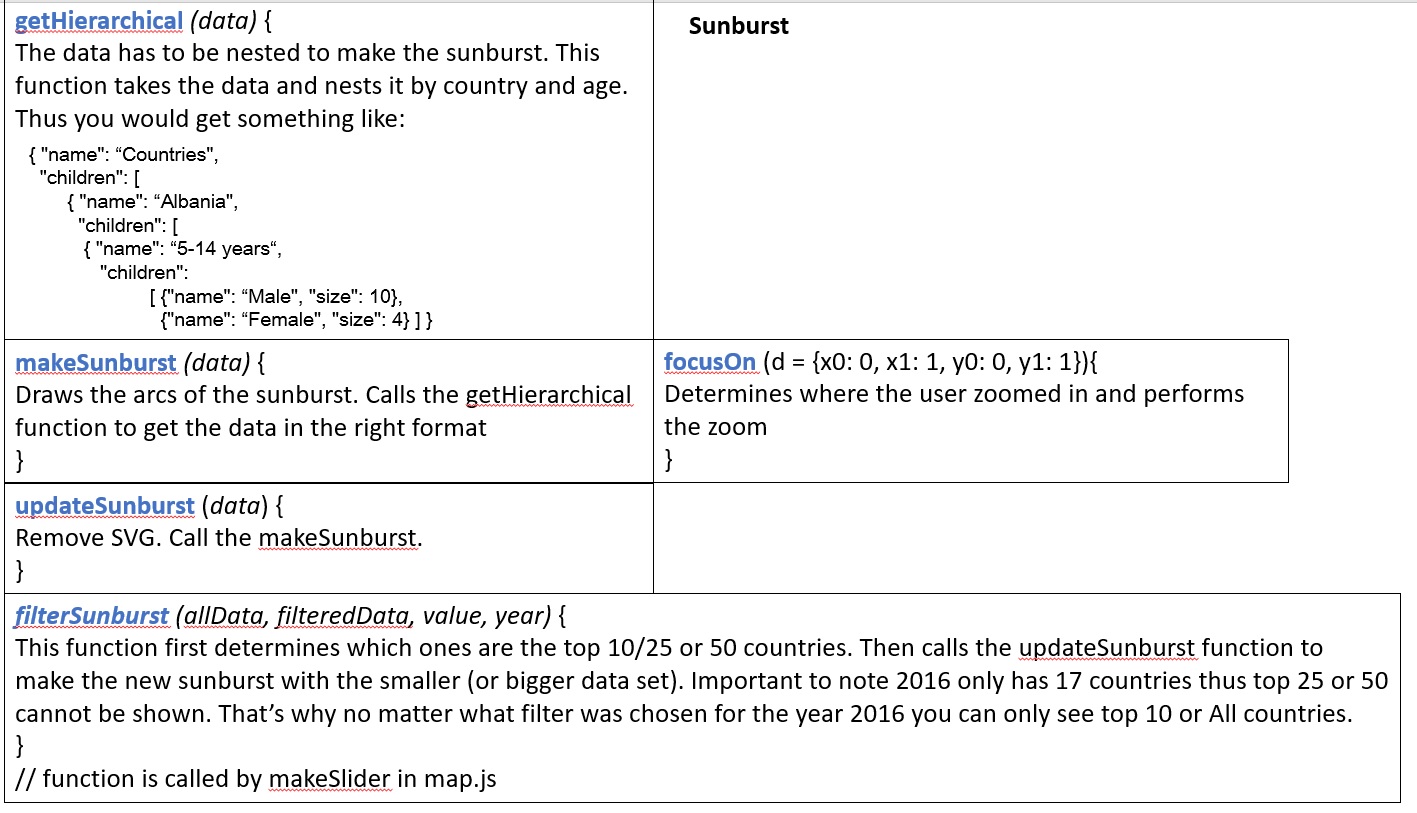 getHierarchical (data) {
The data has to be nested to make the sunburst. This
function takes the data and nests it by country and age.
Thus you would get something like:
{ "name": “Countries",
"children": [
{ "name": “Albania",
"children": [
{ "name": “5-14 years“,
"children":
[ {"name": “Male", "size": 10},
{"name": “Female", "size": 4} ] }
Sunburst
makeSunburst (data) {
Draws the arcs of the sunburst. Calls the getHierarchical
function to get the data in the right format
}
focusOn (d = {x0: 0, x1: 1, y0: 0, y1: 1}){
Determines where the user zoomed in and performs
the zoom
}
updateSunburst (data) {
Remove SVG. Call the makeSunburst.
}
filterSunburst (allData, filteredData, value, year) {
This function first determines which ones are the top 10/25 or 50 countries. Then calls the updateSunburst function to
make the new sunburst with the smaller (or bigger data set). Important to note 2016 only has 17 countries thus top 25 or 50
cannot be shown. That’s why no matter what filter was chosen for the year 2016 you can only see top 10 or All countries.
}
// function is called by makeSlider in map.js